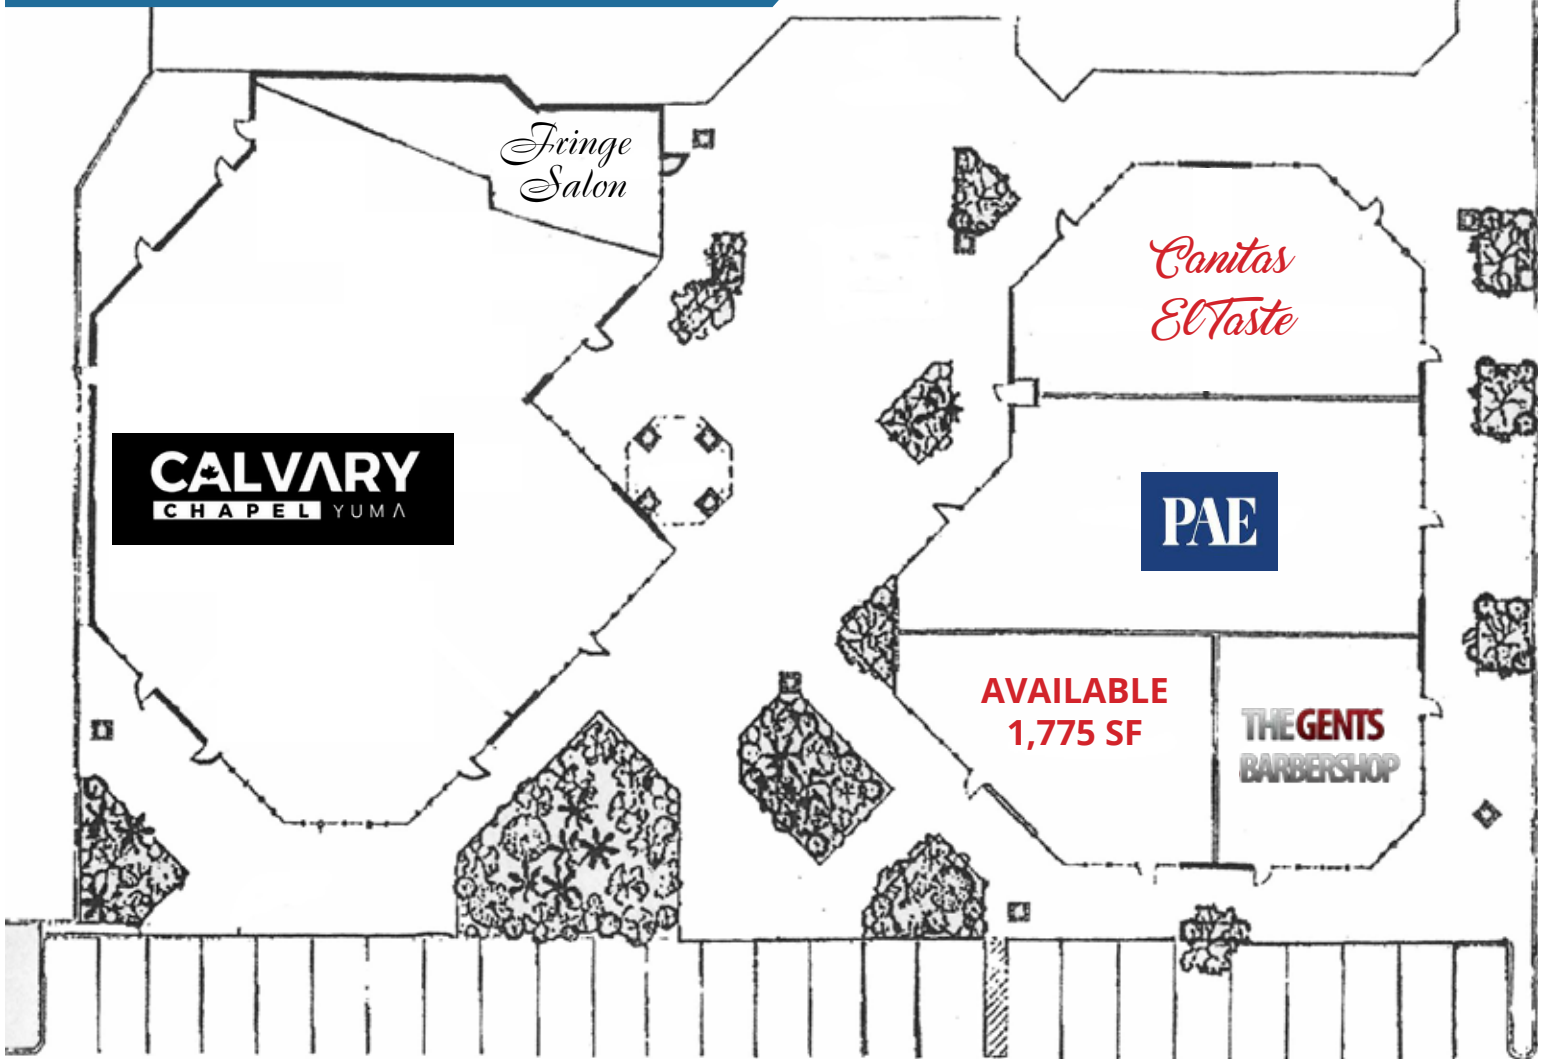 Fringe
Salon
Canitas
El Taste
CALVARY
CHAPEL YUMA
PAE
AVAILABLE
1,775 SF
THE GENTS
BARBERSHOP